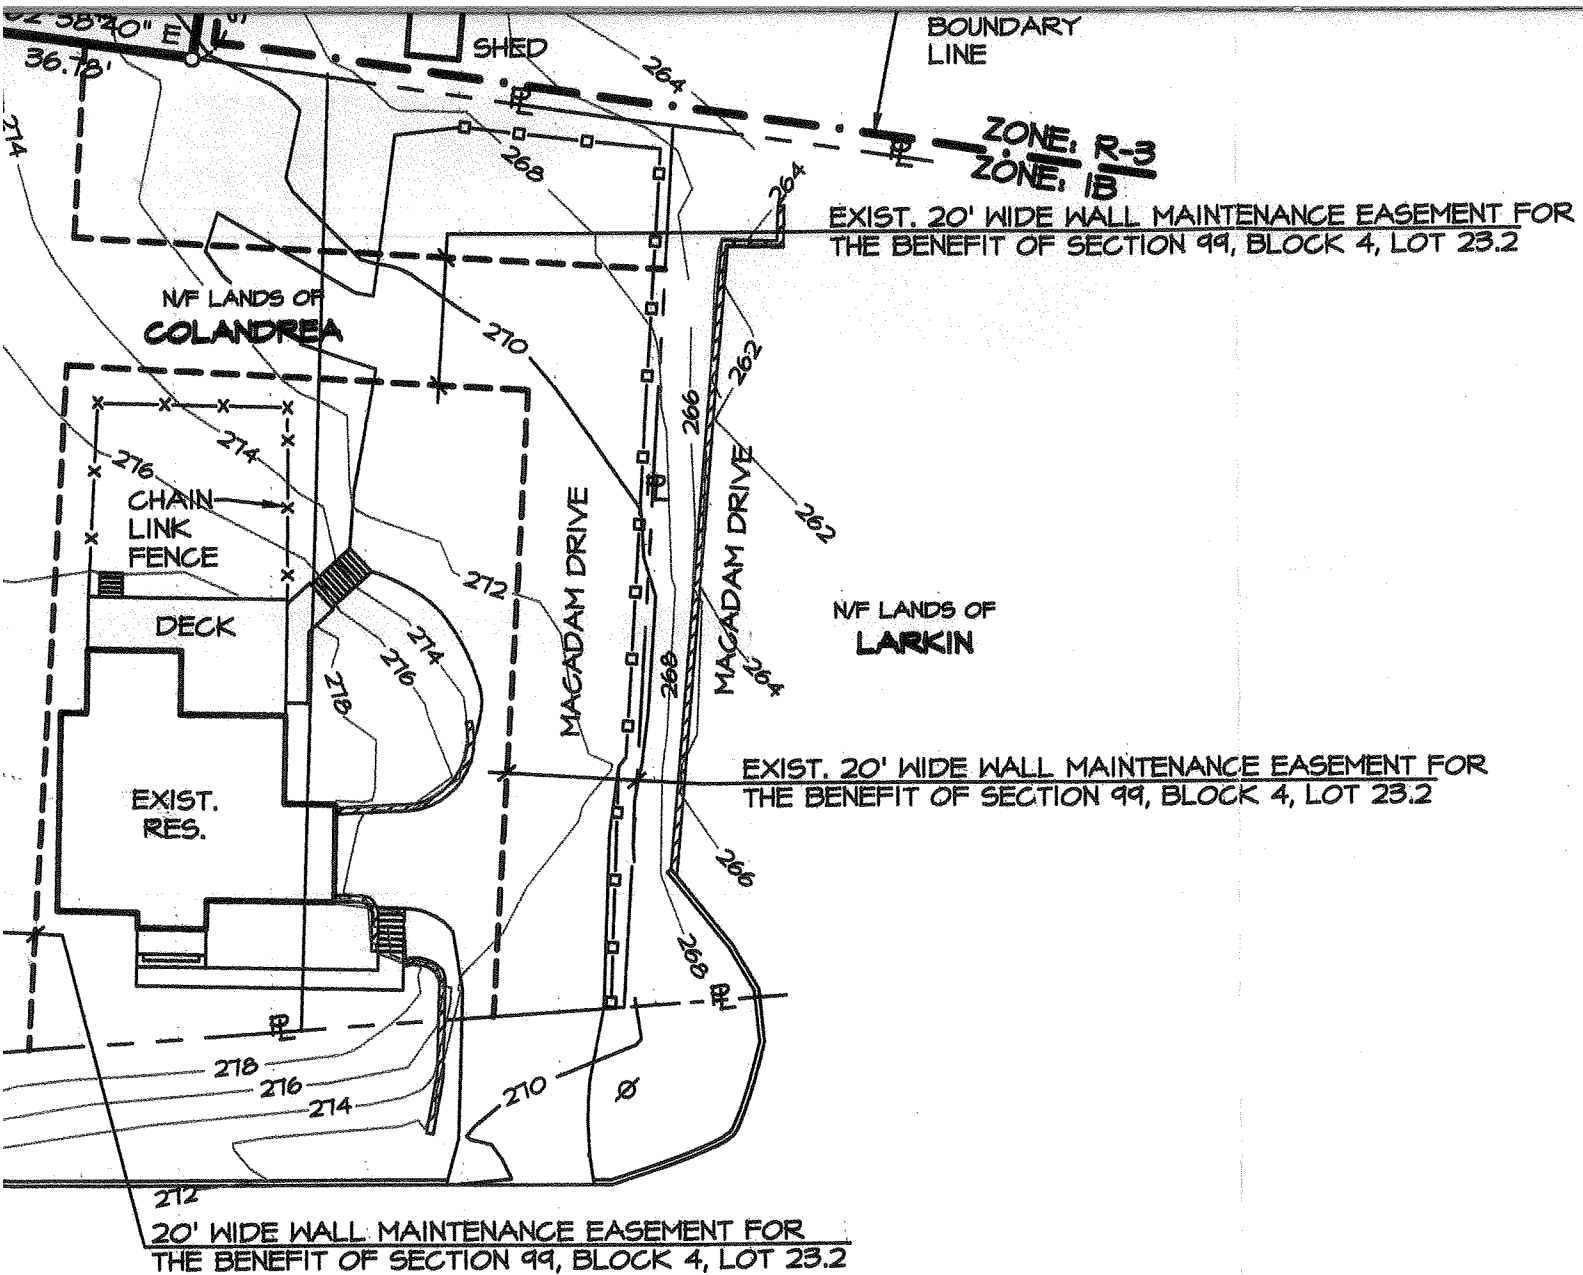 40" E
36.78'
SHED
264
BOUNDARY
LINE
ZONE: R-3
ZONE: IB
274
268
264
EXIST. 20' WIDE WALL MAINTENANCE EASEMENT FOR
THE BENEFIT OF SECTION 99, BLOCK 4, LOT 23.2
N/F LANDS OF
COLANDREA
270
262
266
274
276
CHAIN
LINK
FENCE
PL
262
MACADAM DRIVE
MACADAM DRIVE
272
DECK
274
276
278
268
264
N/F LANDS OF
LARKIN
EXIST. 20' WIDE WALL MAINTENANCE EASEMENT FOR
THE BENEFIT OF SECTION 99, BLOCK 4, LOT 23.2
EXIST.
RES.
266
268
PL
PL
278
276
274
270
272
20' WIDE WALL MAINTENANCE EASEMENT FOR
THE BENEFIT OF SECTION 99, BLOCK 4, LOT 23.2